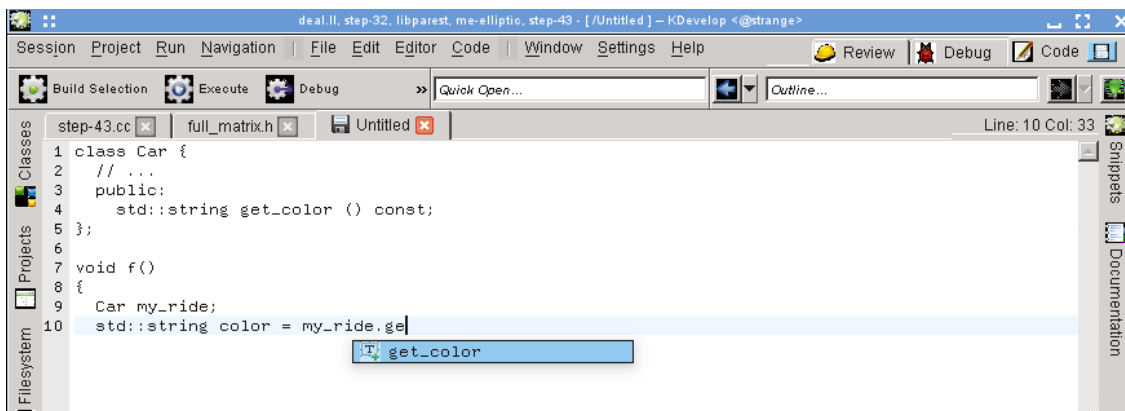 deal.II, step-32, libparest, me-elliptic, step-43 - [ /Untitled ] – KDevelop <@strange>
Session Project Run Navigation File Edit Editor Code Window Settings Help Review Debug Code
Build Selection Execute Debug » Quick Open... Outline...
step-43.cc full_matrix.h Untitled Line: 10 Col: 33
Classes
Projects
Filesystem
1 class Car {
2 // ...
3 public:
4 std::string get_color () const;
5 };
6
7 void f()
8 {
9 Car my_ride;
10 std::string color = my_ride.ge
get_color
Snippets
Documentation